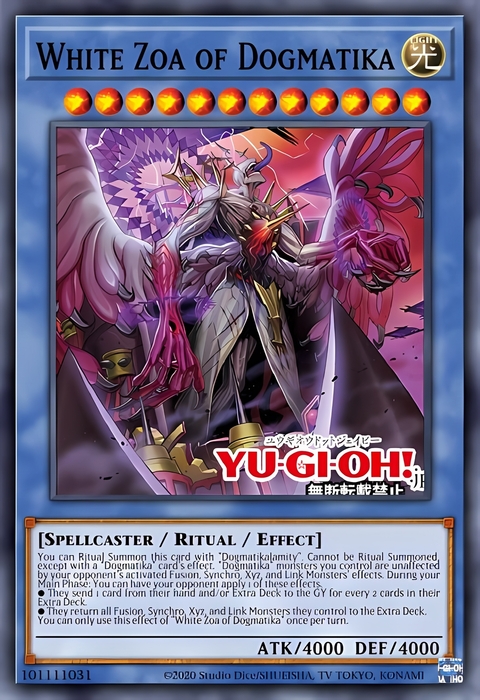 WHITE ZOA OF DOGMATIKA
LIGHT
光
ユウギオウドットジェイピー
YU-GI-OH!.jp
無断転載禁止
[SPELLCASTER / RITUAL / EFFECT]
You can Ritual Summon this card with "Dogmatikalamity". Cannot be Ritual Summoned,
except with a "Dogmatika" card's effect. "Dogmatika" monsters you control are unaffected
by your opponent's activated Fusion, Synchro, Xyz, and Link Monsters' effects. During your
Main Phase: You can have your opponent apply 1 of these effects.
● They send 1 card from their hand and/or Extra Deck to the GY for every 2 cards in their
Extra Deck.
● They return all Fusion, Synchro, Xyz, and Link Monsters they control to the Extra Deck.
You can only use this effect of "White Zoa of Dogmatika" once per turn.
ATK/4000 DEF/4000
101111031
©2020 Studio Dice/SHUEISHA, TV TOKYO, KONAMI